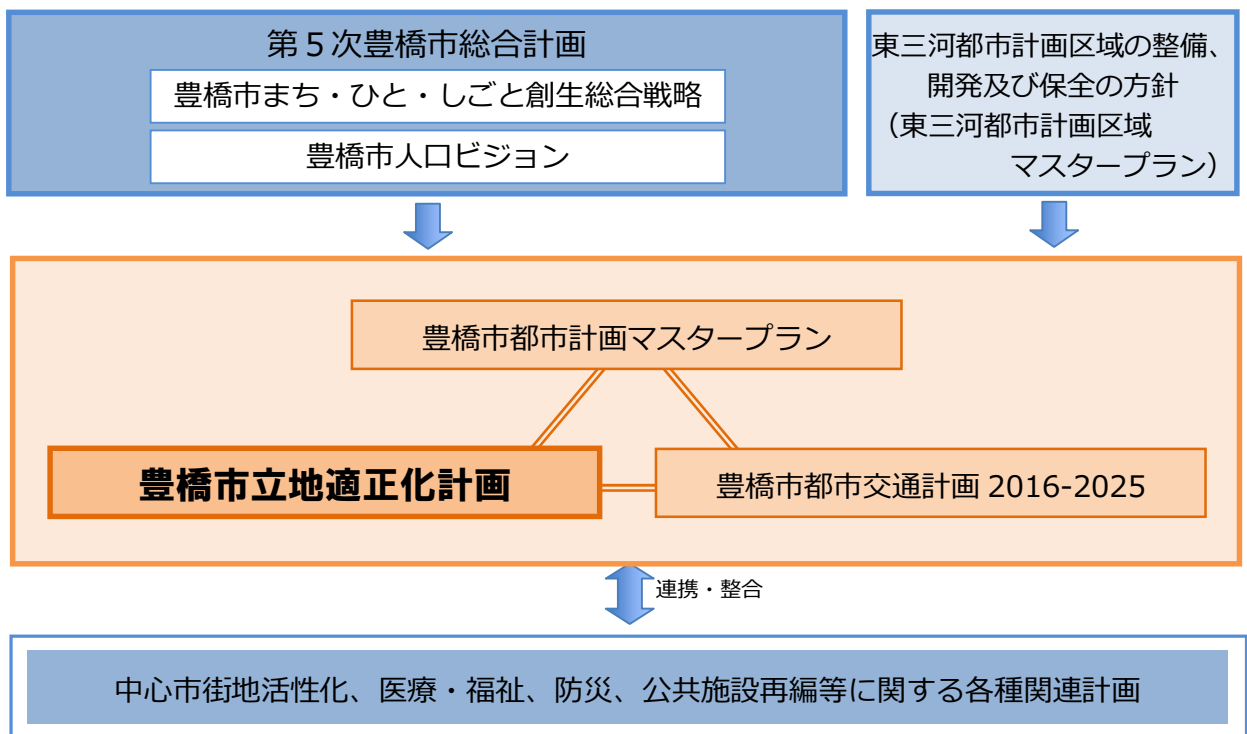 第５次豊橋市総合計画
豊橋市まち・ひと・しごと創生総合戦略
豊橋市人口ビジョン
東三河都市計画区域の整備、
開発及び保全の方針
（東三河都市計画区域
マスタープラン）
豊橋市都市計画マスタープラン
豊橋市立地適正化計画
豊橋市都市交通計画 2016-2025
連携・整合
中心市街地活性化、医療・福祉、防災、公共施設再編等に関する各種関連計画